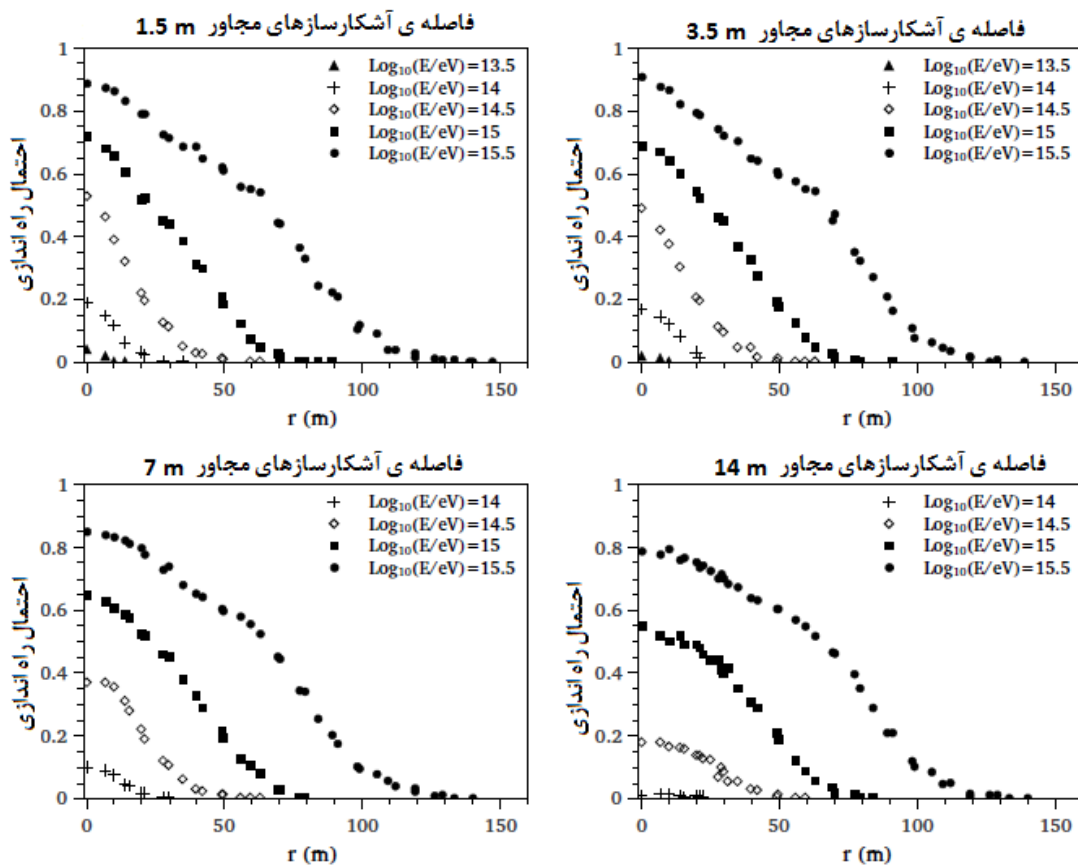 فاصله ی آشکارسازهای مجاور 1.5 m
1
0.8
0.6
0.4
0.2
0
احتمال راه اندازی
Log₁₀(E/eV)=13.5
Log₁₀(E/eV)=14
Log₁₀(E/eV)=14.5
Log₁₀(E/eV)=15
Log₁₀(E/eV)=15.5
0 50 100 150
r (m)
فاصله ی آشکارسازهای مجاور 3.5 m
1
0.8
0.6
0.4
0.2
0
احتمال راه اندازی
Log₁₀(E/eV)=13.5
Log₁₀(E/eV)=14
Log₁₀(E/eV)=14.5
Log₁₀(E/eV)=15
Log₁₀(E/eV)=15.5
0 50 100 150
r (m)
فاصله ی آشکارسازهای مجاور 7 m
1
0.8
0.6
0.4
0.2
0
احتمال راه اندازی
Log₁₀(E/eV)=14
Log₁₀(E/eV)=14.5
Log₁₀(E/eV)=15
Log₁₀(E/eV)=15.5
0 50 100 150
r (m)
فاصله ی آشکارسازهای مجاور 14 m
1
0.8
0.6
0.4
0.2
0
احتمال راه اندازی
Log₁₀(E/eV)=14
Log₁₀(E/eV)=14.5
Log₁₀(E/eV)=15
Log₁₀(E/eV)=15.5
0 50 100 150
r (m)